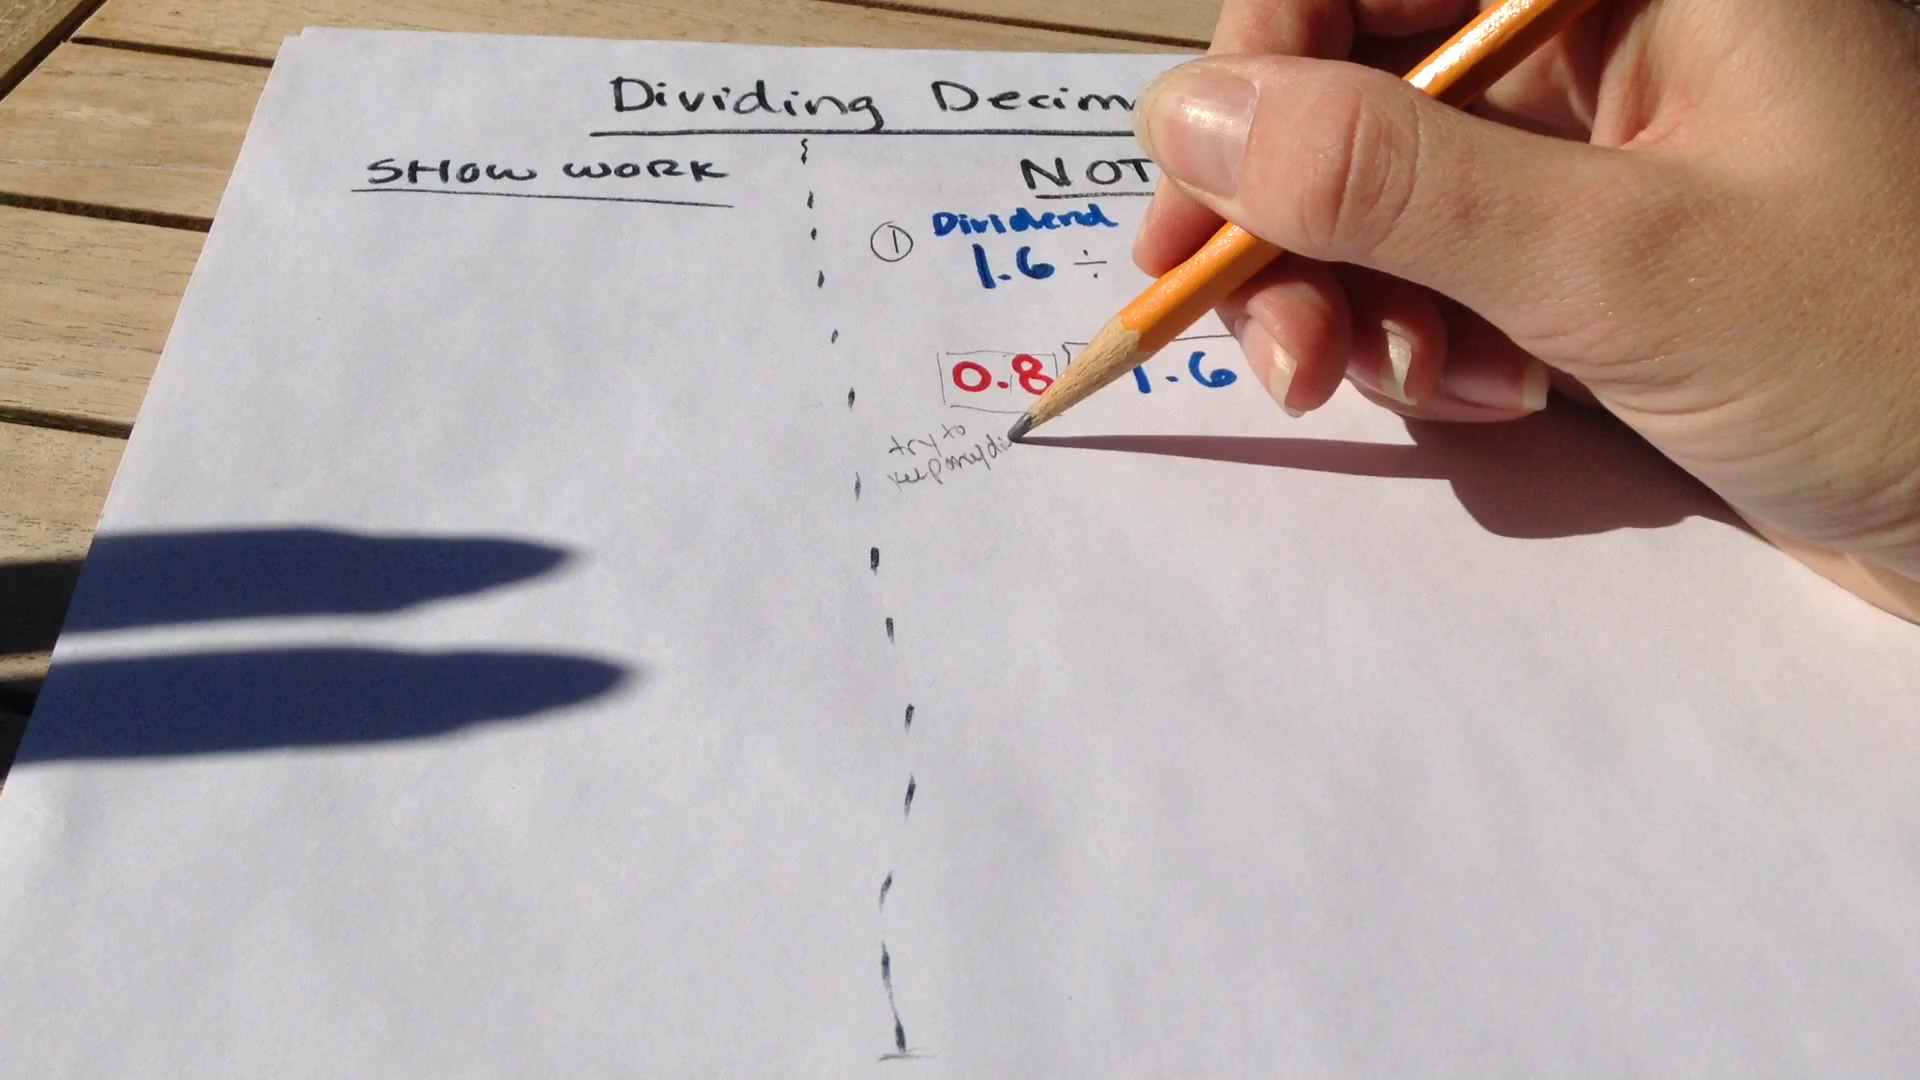 Dividing Decim
SHOW WORK
NOT
① Dividend
1.6 ÷
0.8 1.6
try to